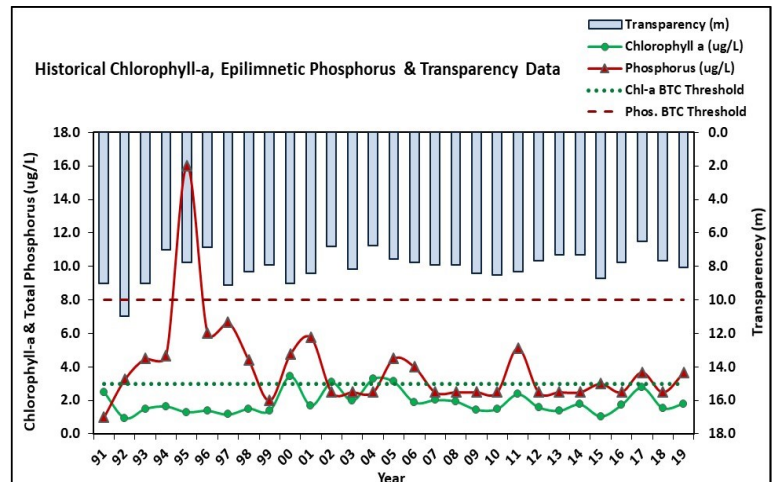 Transparency (m)
Chlorophyll a (ug/L)
Phosphorus (ug/L)
Chl-a BTC Threshold
Phos. BTC Threshold
Historical Chlorophyll-a, Epilimnetic Phosphorus & Transparency Data
Chlorophyll-a & Total Phosphorus (ug/L)
18.0
16.0
14.0
12.0
10.0
8.0
6.0
4.0
2.0
0.0
0.0
2.0
4.0
6.0
8.0
10.0
12.0
14.0
16.0
18.0
Transparencey (m)
91 92 93 94 95 96 97 98 99 00 01 02 03 04 05 06 07 08 09 10 11 12 13 14 15 16 17 18 19
Year